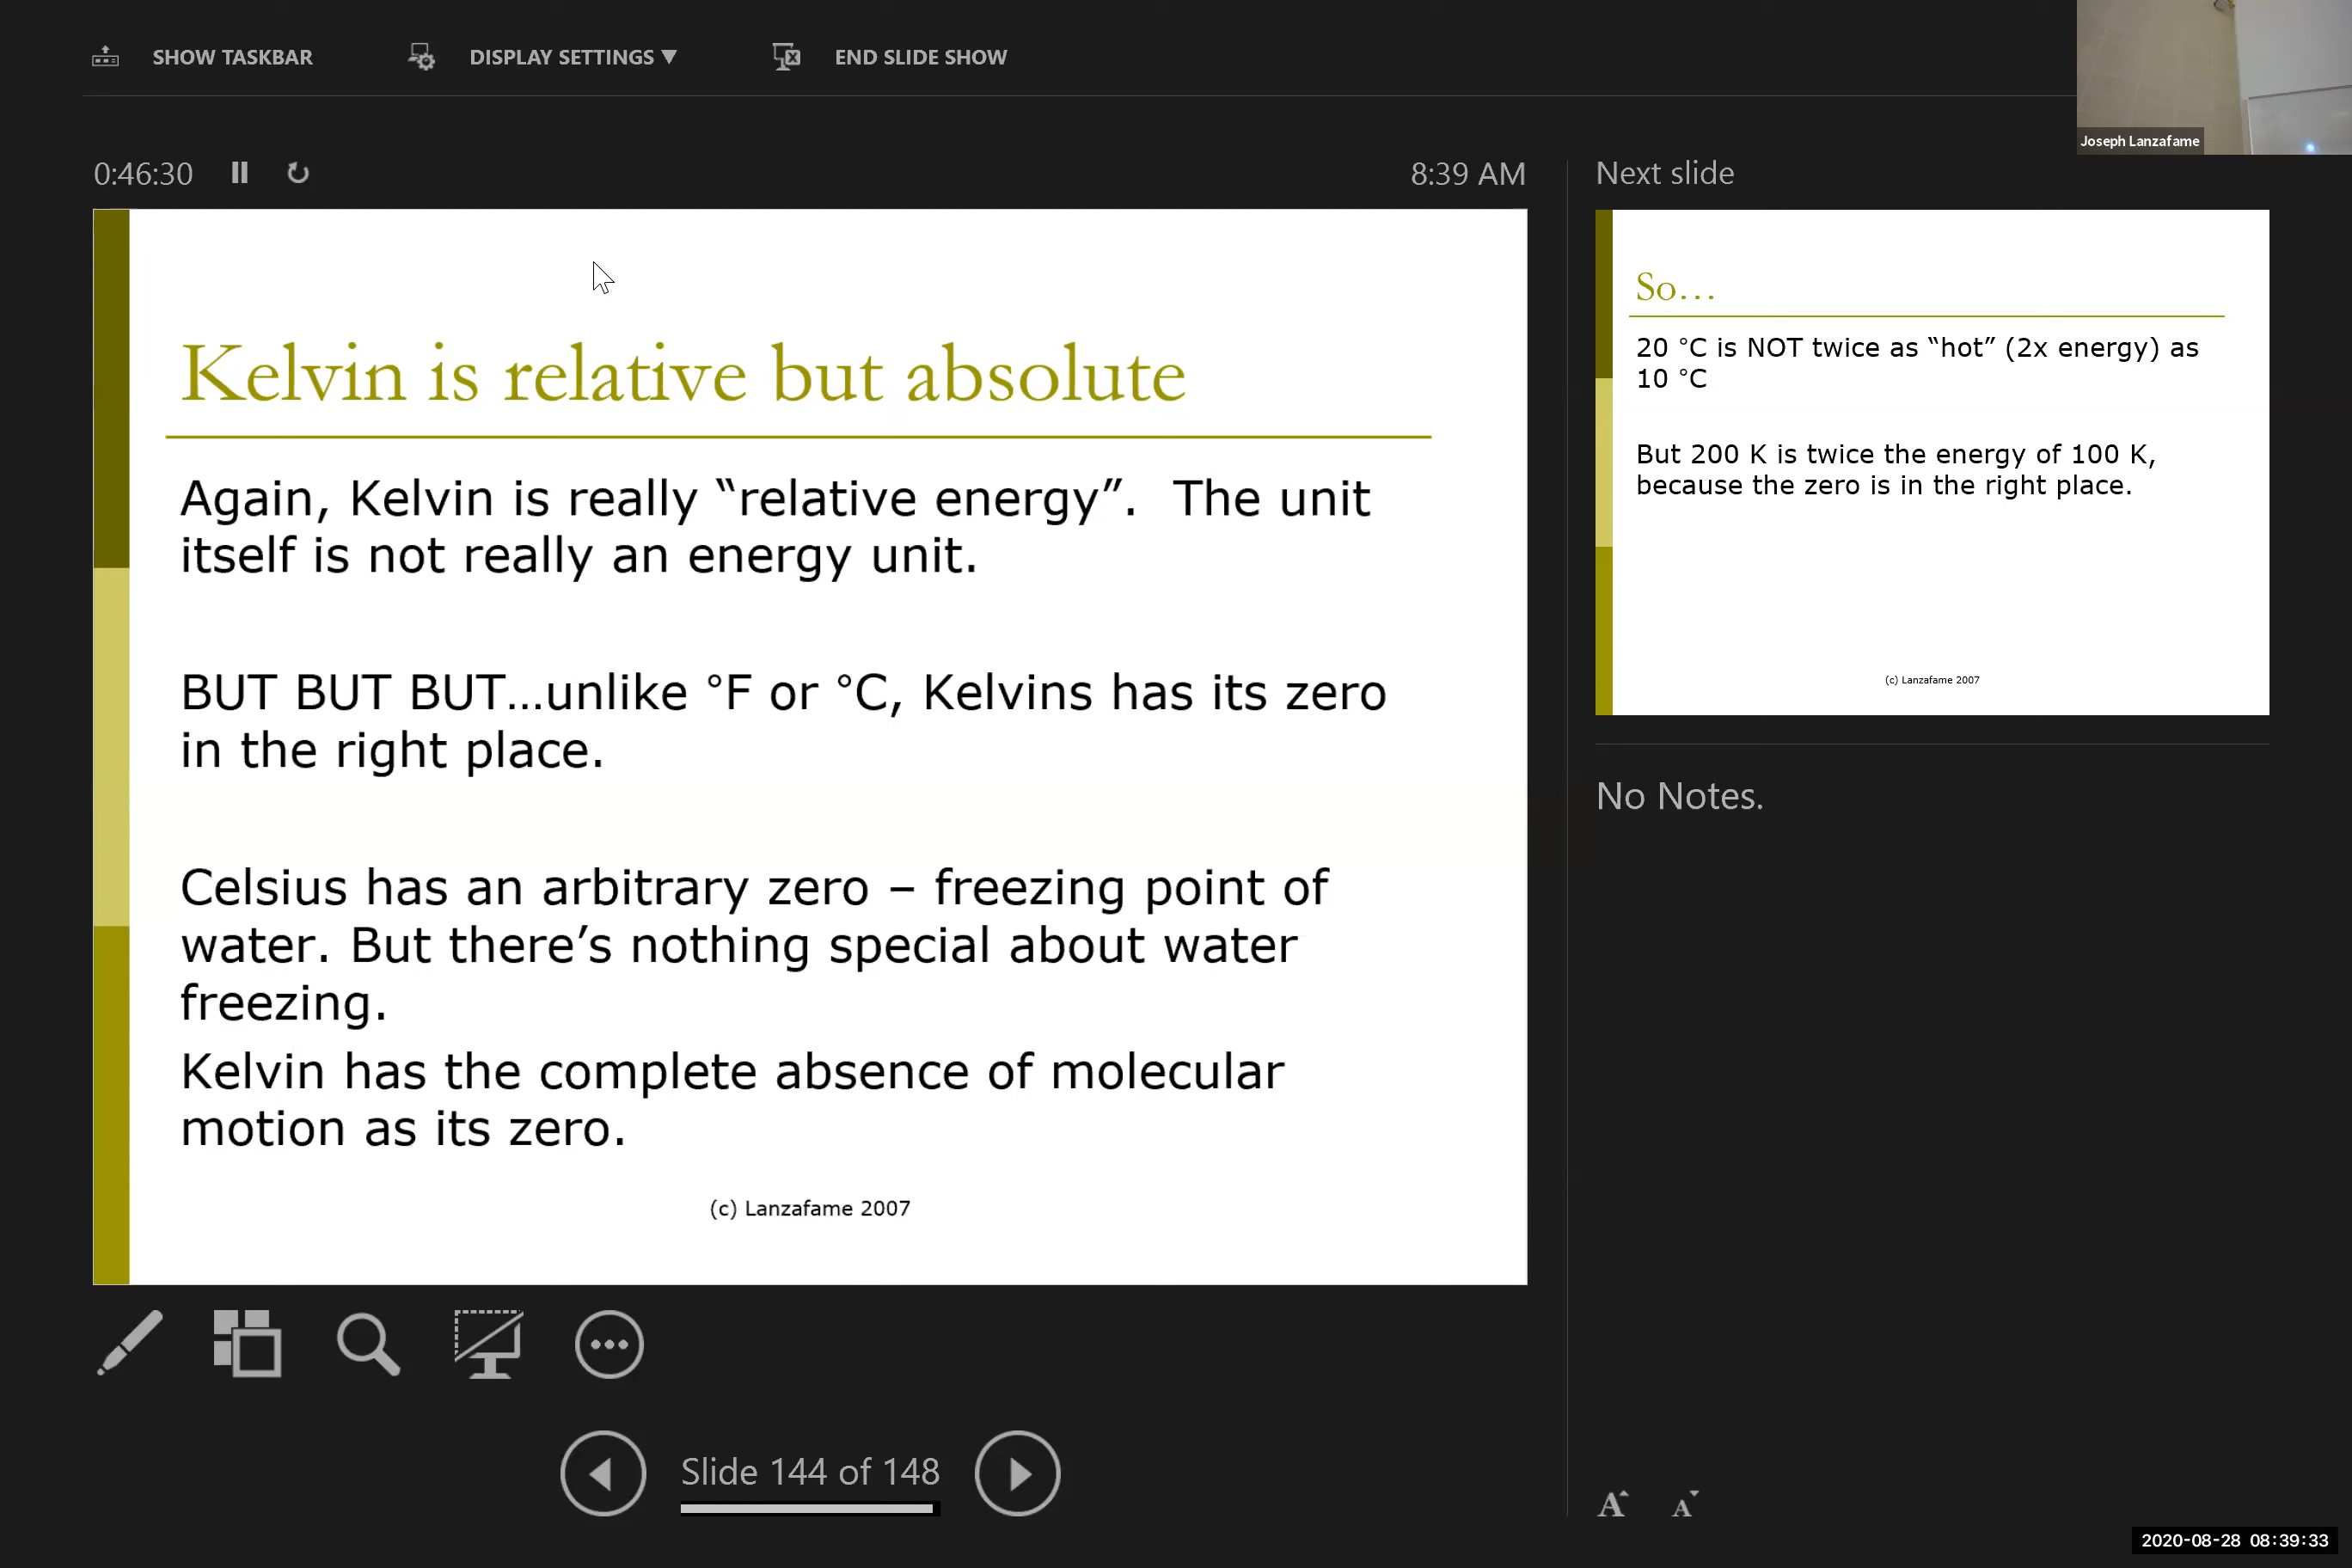 SHOW TASKBAR
DISPLAY SETTINGS ▼
END SLIDE SHOW
Joseph Lanzafame
0:46:30
8:39 AM
Kelvin is relative but absolute
Again, Kelvin is really “relative energy”.  The unit
itself is not really an energy unit.
BUT BUT BUT…unlike °F or °C, Kelvins has its zero
in the right place.
Celsius has an arbitrary zero – freezing point of
water. But there’s nothing special about water
freezing.
Kelvin has the complete absence of molecular
motion as its zero.
(c) Lanzafame 2007
Slide 144 of 148
Next slide
So…
20 °C is NOT twice as “hot” (2x energy) as
10 °C
But 200 K is twice the energy of 100 K,
because the zero is in the right place.
(c) Lanzafame 2007
No Notes.
A A
2020-08-28 08:39:33